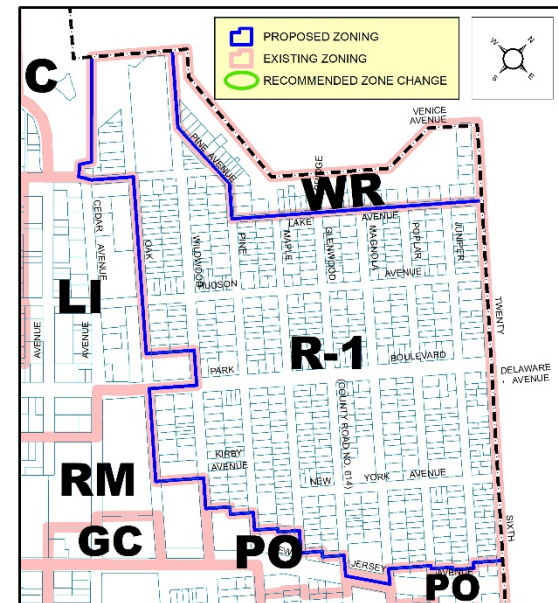 PROPOSED ZONING
EXISTING ZONING
RECOMMENDED ZONE CHANGE
N
W
E
S
C
VENICE
AVENUE
PINE AVENUE
WR
LAKE AVENUE
CEDAR
AVENUE
OAK
WILDWOOD
PINE
MAPLE
GLENWOOD
MAGNOLIA
POPLAR
JUNIPER
HUDSON
AVENUE
LI
AVENUE
AVENUE
R-1
TWENTY
PARK
BOULEVARD
DELAWARE
AVENUE
COUNTY ROAD NO. 614)
KIRBY
AVENUE
NEW YORK AVENUE
RM
SIXTH
GC
PO
JERSEY
AVENUE
PO